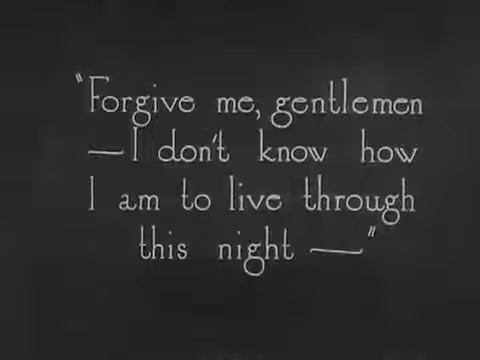 "Forgive me, gentlemen
—I don't know how
I am to live through
this night —"